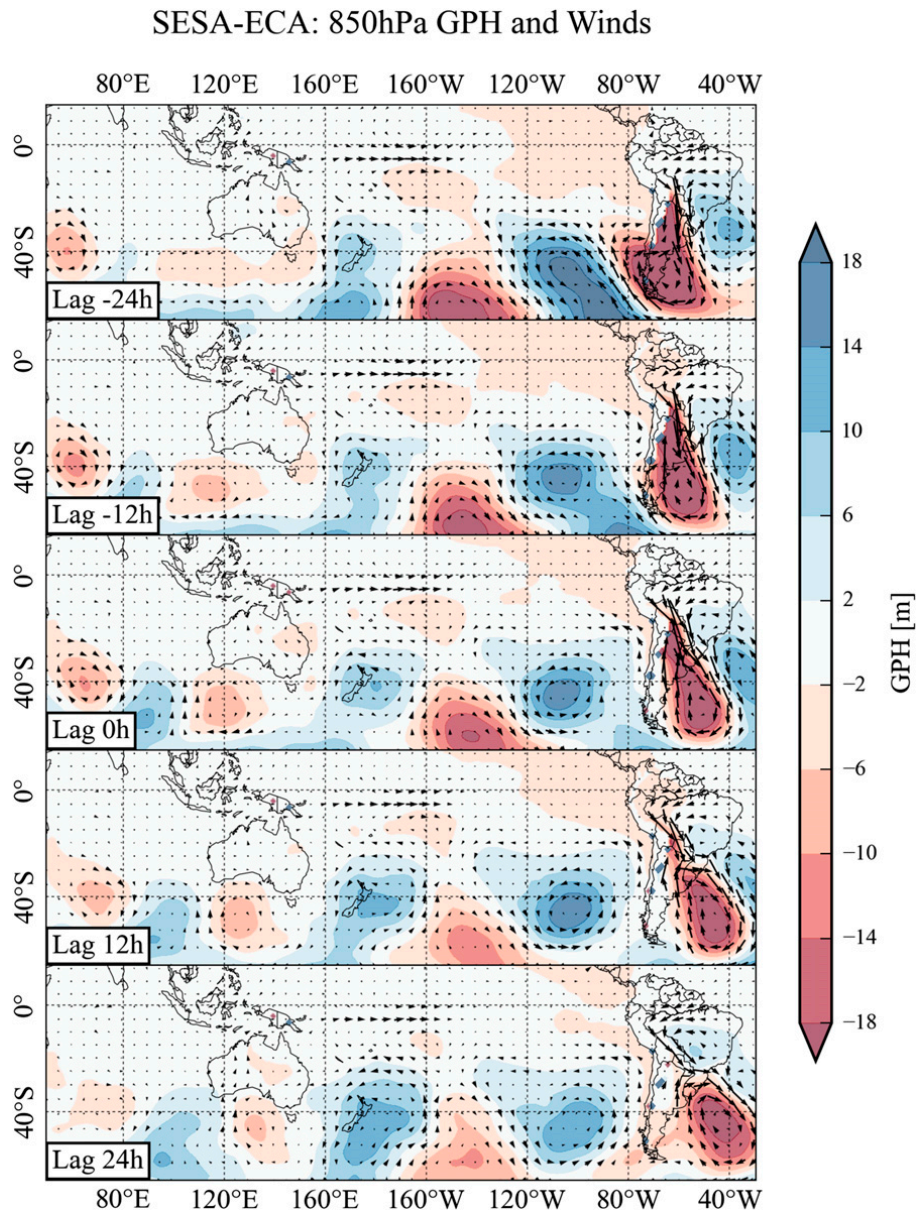 SESA-ECA: 850hPa GPH and Winds
80°E 120°E 160°E 160°W 120°W 80°W 40°W
0°
40°S
Lag -24h
0°
40°S
Lag -12h
0°
40°S
Lag 0h
0°
40°S
Lag 12h
0°
40°S
Lag 24h
80°E 120°E 160°E 160°W 120°W 80°W 40°W
18
14
10
6
2
−2
−6
−10
−14
−18
GPH [m]